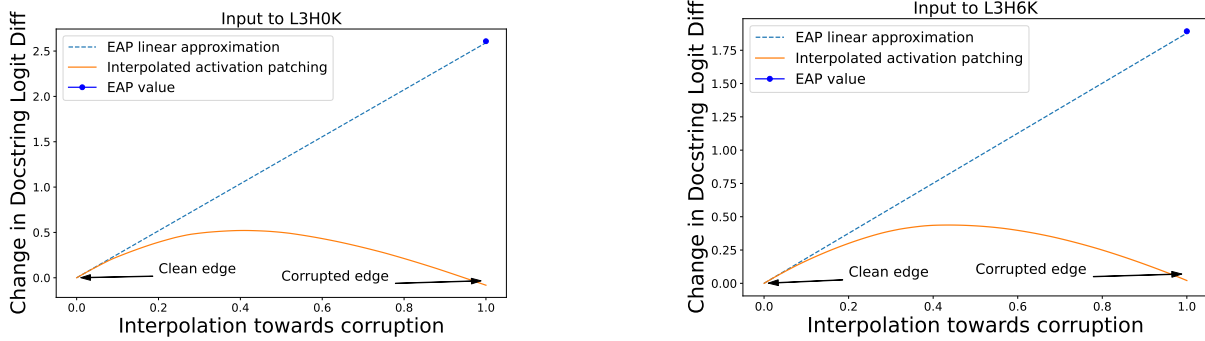 Input to L3H0K
Change in Docstring Logit Diff
2.5
2.0
1.5
1.0
0.5
0.0
EAP linear approximation
Interpolated activation patching
EAP value
Clean edge
Corrupted edge
0.0 0.2 0.4 0.6 0.8 1.0
Interpolation towards corruption
Input to L3H6K
Change in Docstring Logit Diff
1.75
1.50
1.25
1.00
0.75
0.50
0.25
0.00
EAP linear approximation
Interpolated activation patching
EAP value
Clean edge
Corrupted edge
0.0 0.2 0.4 0.6 0.8 1.0
Interpolation towards corruption